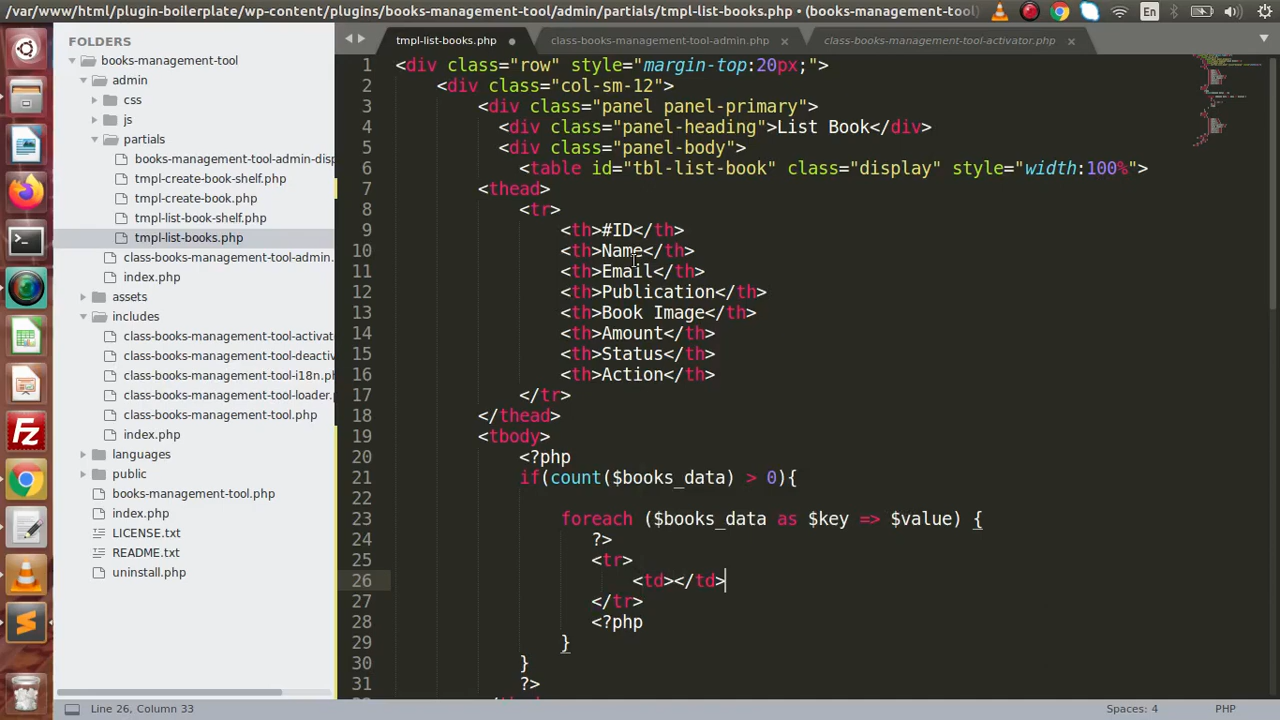 /var/www/html/plugin-boilerplate/wp-content/plugins/books-management-tool/admin/partials/tmpl-list-books.php • (books-management-tool)
En
FOLDERS
books-management-tool
admin
css
js
partials
books-management-tool-admin-disp
tmpl-create-book-shelf.php
tmpl-create-book.php
tmpl-list-book-shelf.php
tmpl-list-books.php
class-books-management-tool-admin.
index.php
assets
includes
class-books-management-tool-activat
class-books-management-tool-deactiv
class-books-management-tool-i18n.ph
class-books-management-tool-loader.
class-books-management-tool.php
index.php
languages
public
books-management-tool.php
index.php
LICENSE.txt
README.txt
uninstall.php
tmpl-list-books.php
class-books-management-tool-admin.php
class-books-management-tool-activator.php
1 <div class="row" style="margin-top:20px;">
2 <div class="col-sm-12">
3 <div class="panel panel-primary">
4 <div class="panel-heading">List Book</div>
5 <div class="panel-body">
6 <table id="tbl-list-book" class="display" style="width:100%">
7 <thead>
8 <tr>
9 <th>#ID</th>
10 <th>Name</th>
11 <th>Email</th>
12 <th>Publication</th>
13 <th>Book Image</th>
14 <th>Amount</th>
15 <th>Status</th>
16 <th>Action</th>
17 </tr>
18 </thead>
19 <tbody>
20 <?php
21 if(count($books_data) > 0){
22
23 foreach ($books_data as $key => $value) {
24 ?>
25 <tr>
26 <td></td>
27 </tr>
28 <?php
29 }
30 }
31 ?>
Line 26, Column 33
Spaces: 4
PHP